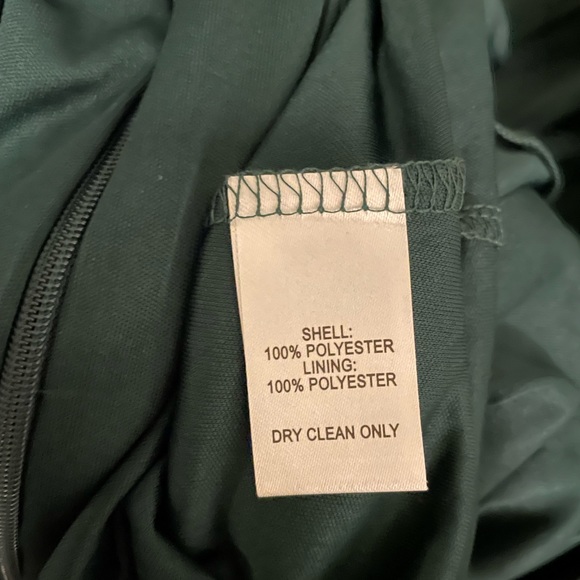 SHELL:
100% POLYESTER
LINING:
100% POLYESTER
DRY CLEAN ONLY